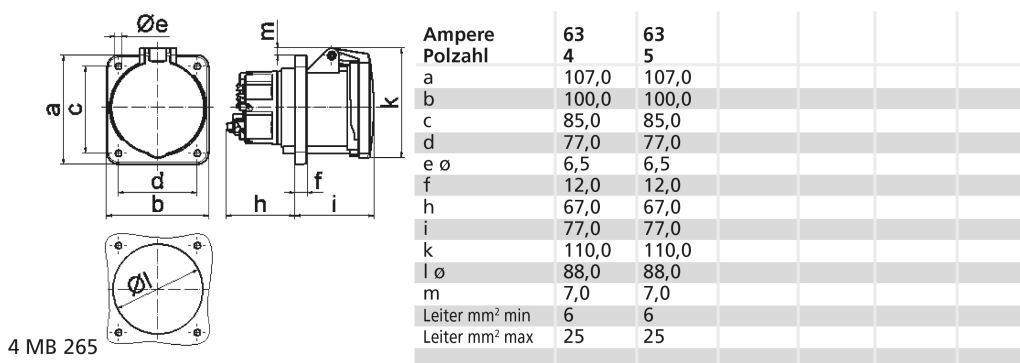 Øe
a
c
d
b
m
k
f
h
i
Øl
4 MB 265
Ampere 63 63
Polzahl 4 5
a 107,0 107,0
b 100,0 100,0
c 85,0 85,0
d 77,0 77,0
e ø 6,5 6,5
f 12,0 12,0
h 67,0 67,0
i 77,0 77,0
k 110,0 110,0
l ø 88,0 88,0
m 7,0 7,0
Leiter mm² min 6 6
Leiter mm² max 25 25